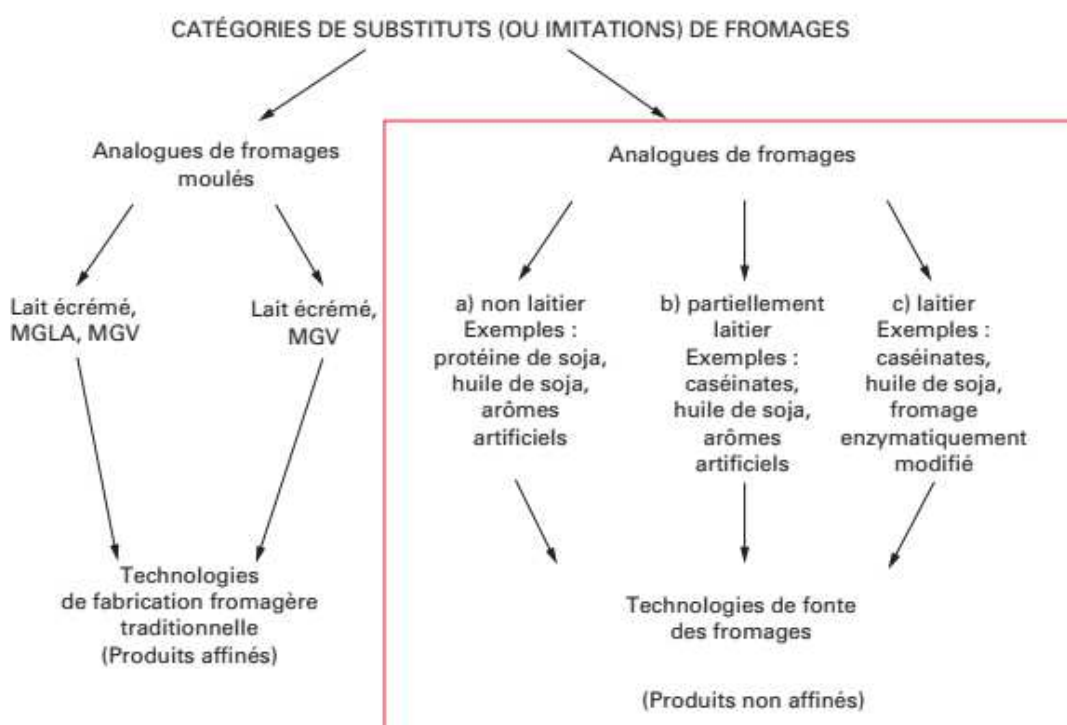 CATÉGORIES DE SUBSTITUTS (OU IMITATIONS) DE FROMAGES
Analogues de fromages
moulés
Analogues de fromages
Lait écrémé,
MGLA, MGV
Lait écrémé,
MGV
a) non laitier
Exemples :
protéine de soja,
huile de soja,
arômes
artificiels
b) partiellement
laitier
Exemples :
caséinates,
huile de soja,
arômes
artificiels
c) laitier
Exemples :
caséinates,
huile de soja,
fromage
enzymatiquement
modifié
Technologies
de fabrication fromagère
traditionnelle
(Produits affinés)
Technologies de fonte
des fromages
(Produits non affinés)